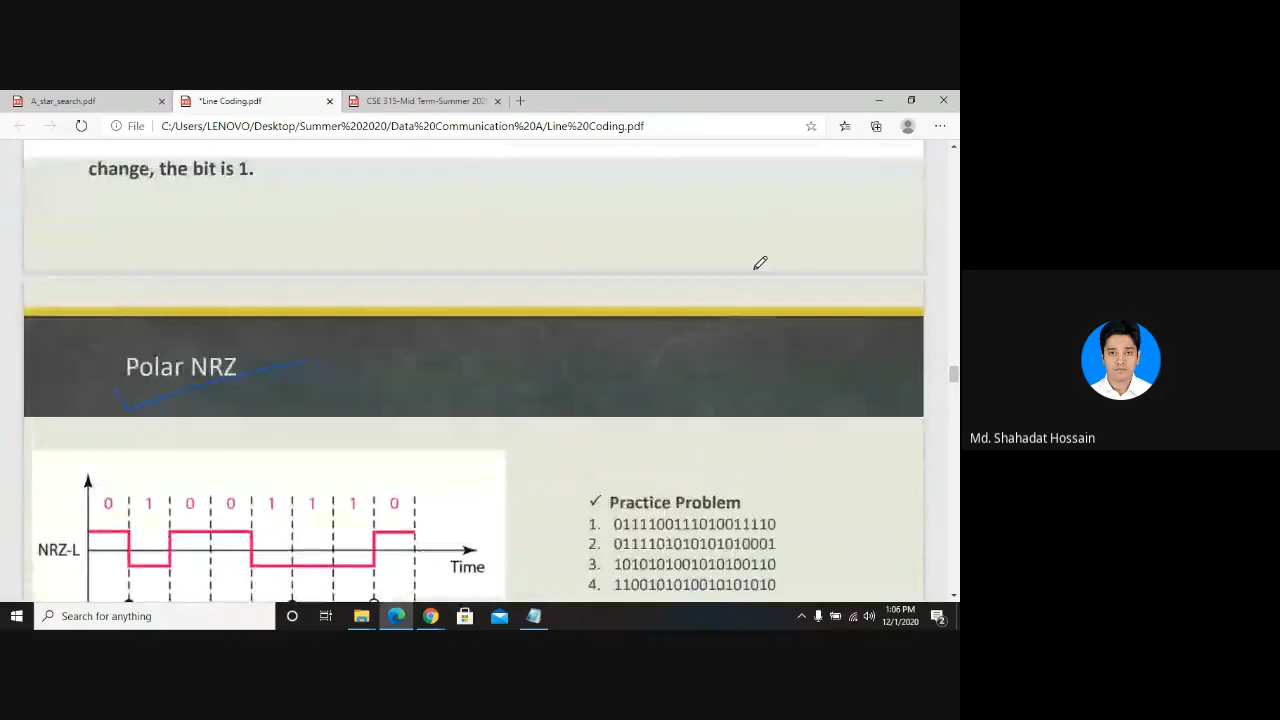 A_star_search.pdf
*Line Coding.pdf
CSE 315-Mid Term-Summer 202
File
C:/Users/LENOVO/Desktop/Summer%202020/Data%20Communication%20A/Line%20Coding.pdf
change, the bit is 1.
Polar NRZ
0 1 0 0 1 1 1 0
NRZ-L
Time
✓ Practice Problem
1. 0111100111010011110
2. 0111101010101010001
3. 1010101001010100110
4. 1100101010010101010
Md. Shahadat Hossain
Search for anything
1:06 PM
12/1/2020
2